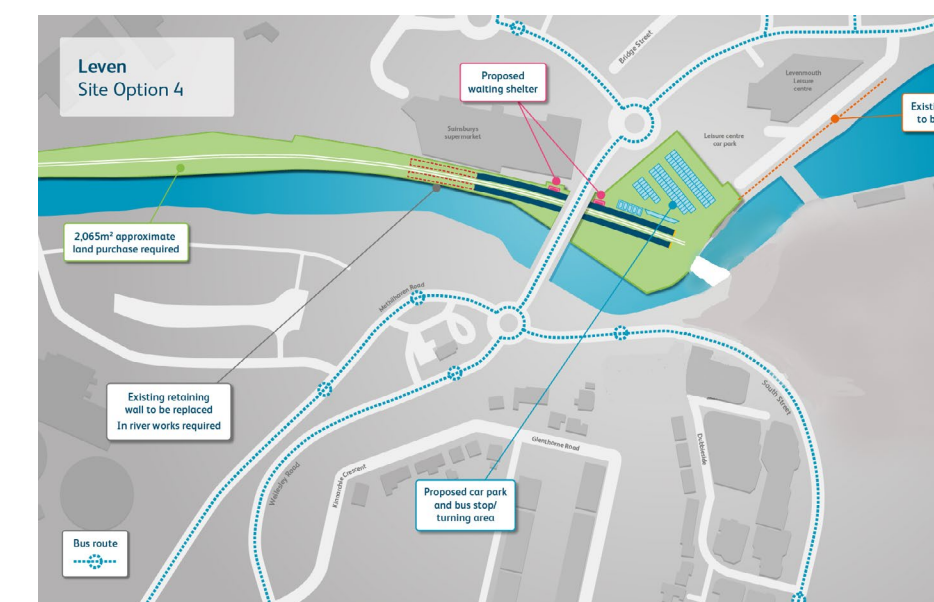 Leven
Site Option 4
Proposed
waiting shelter
Bridge Street
Levenmouth
Leisure
centre
Existi
to b
Sainsburys
supermarket
Leisure centre
car park
2,065m² approximate
land purchase required
Methilhaven Road
Existing retaining
wall to be replaced
In river works required
South Street
Glenthorne Road
Dubbieside
Kinnarchie Crescent
Wellesley Road
Proposed car park
and bus stop/
turning area
Bus route